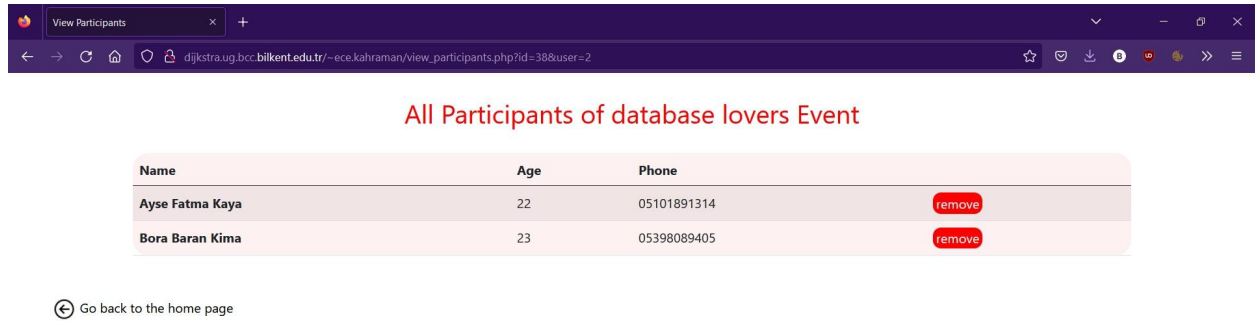 View Participants
dijkstra.ug.bcc.bilkent.edu.tr/~ece.kahraman/view_participants.php?id=38&user=2
All Participants of database lovers Event
Name Age Phone
Ayse Fatma Kaya 22 05101891314 remove
Bora Baran Kima 23 05398089405 remove
Go back to the home page